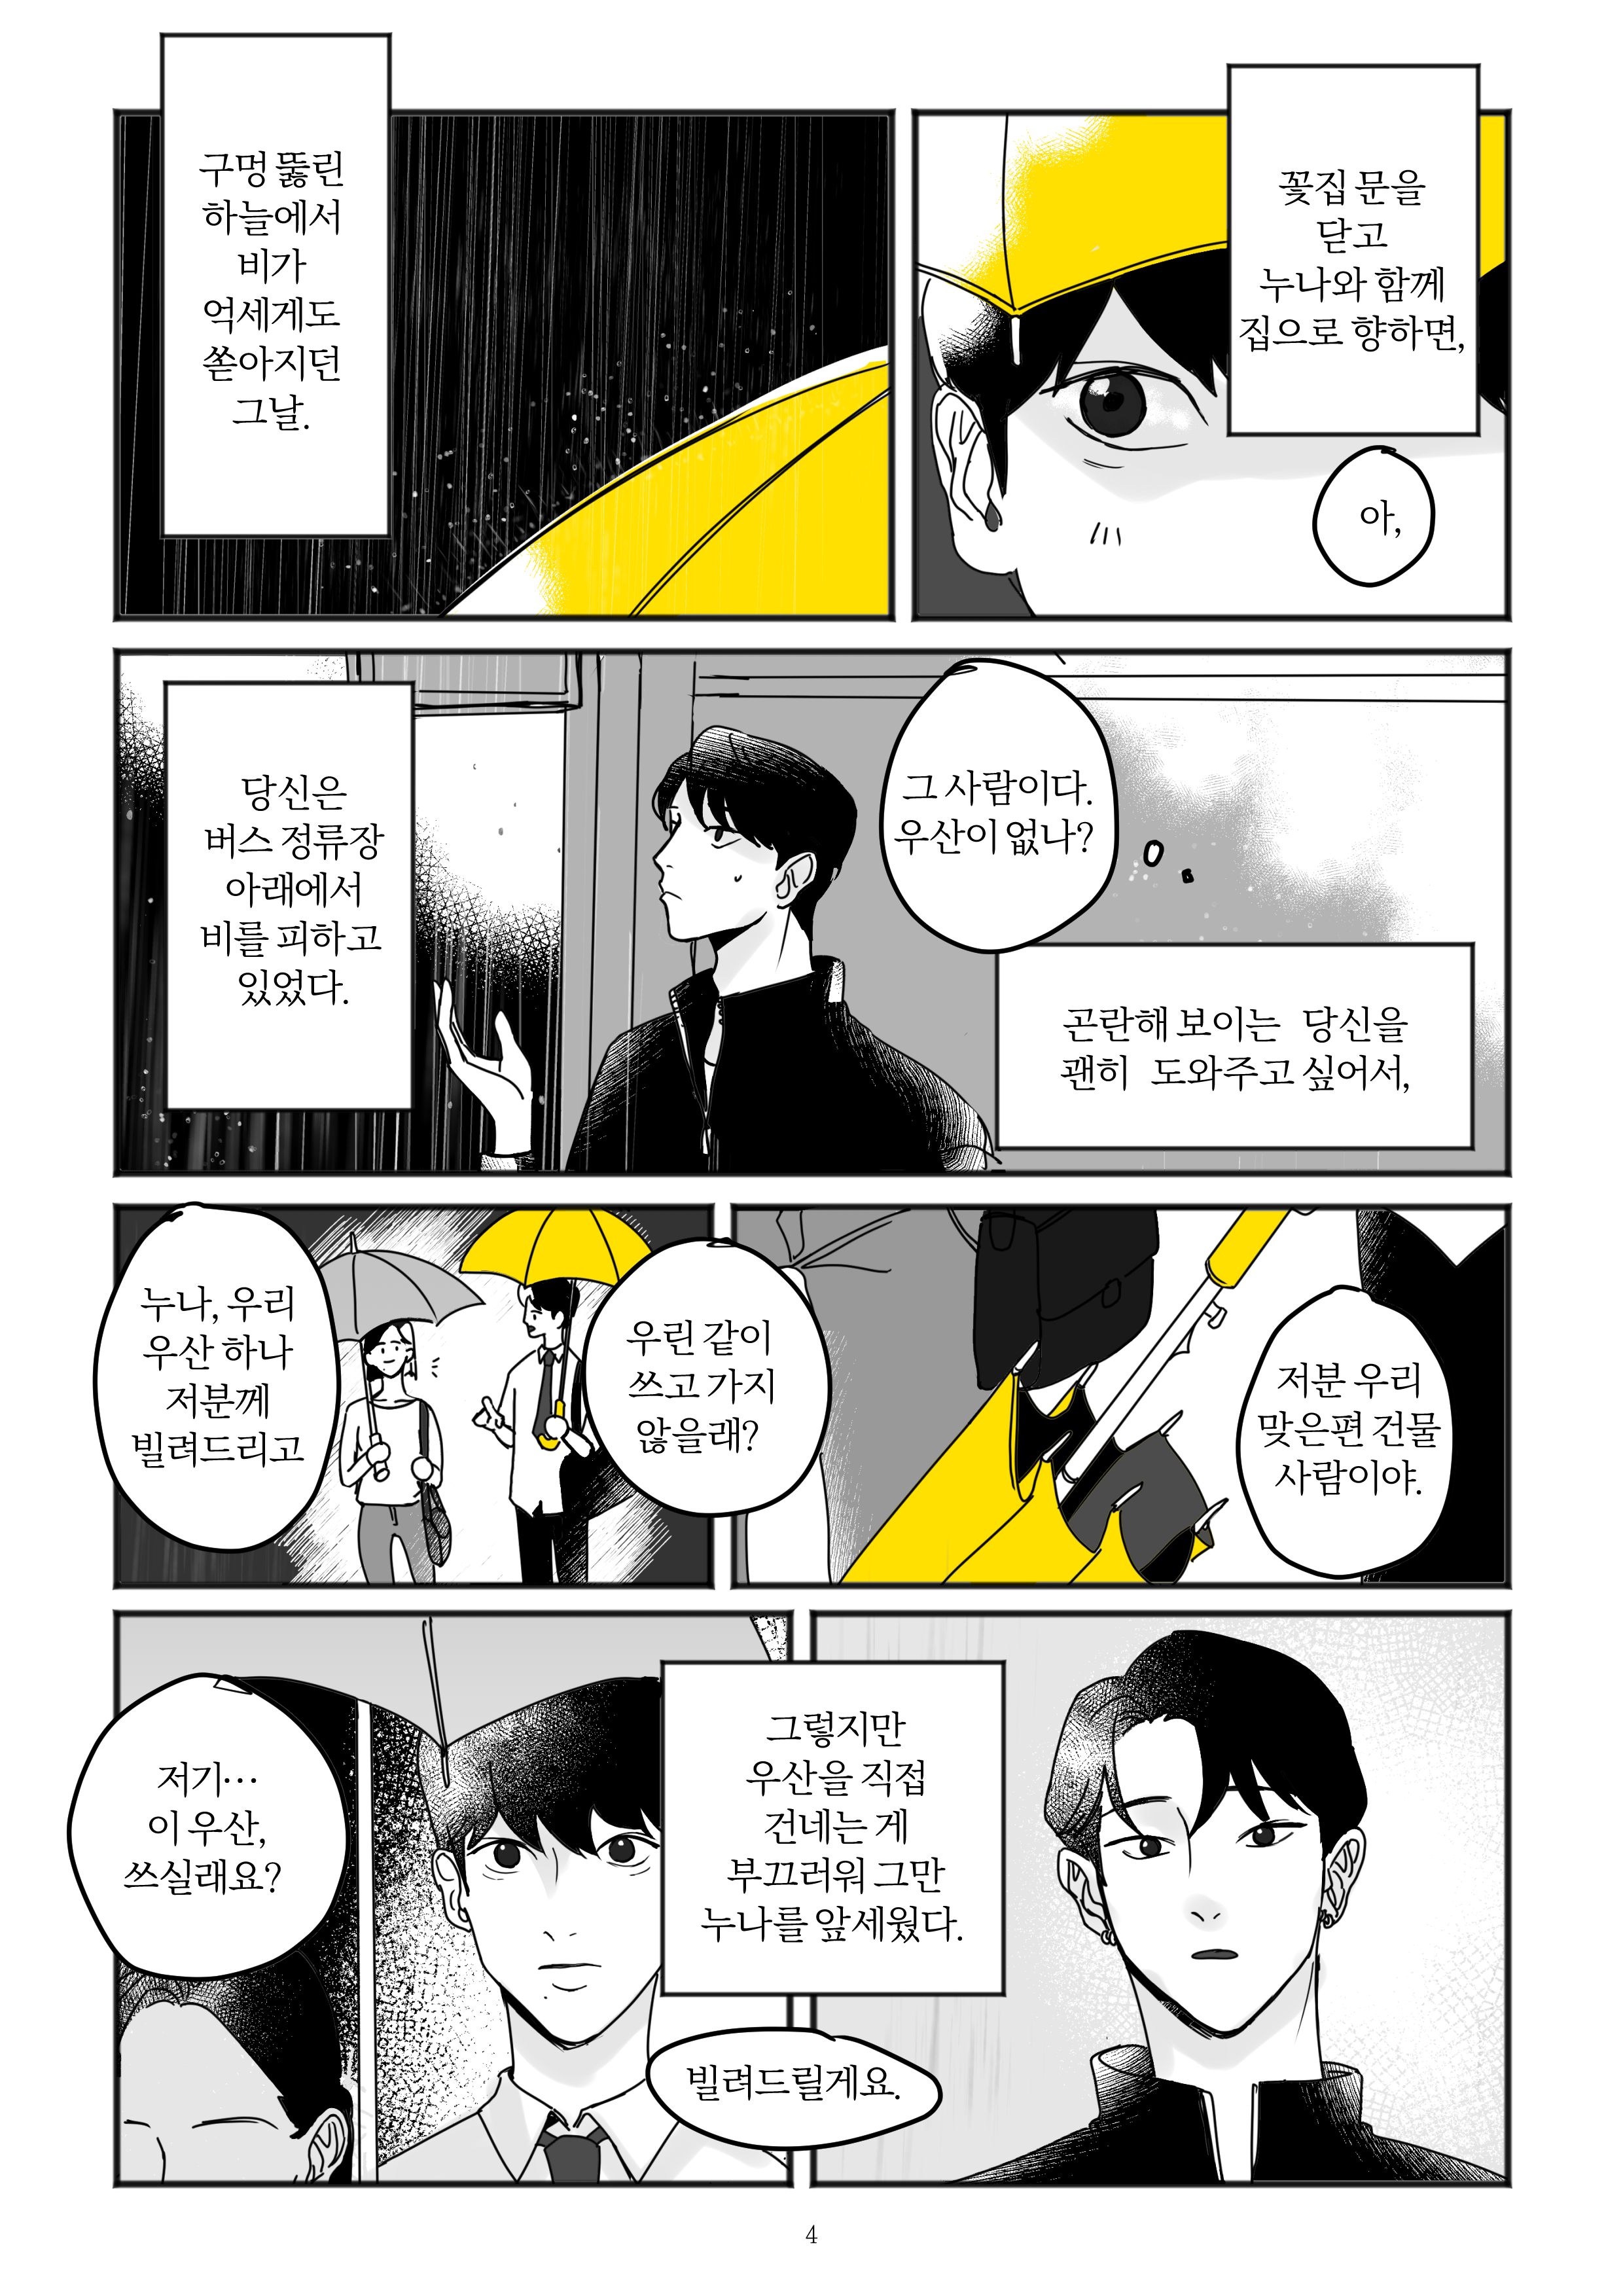 구멍 뚫린
하늘에서
비가
억세게도
쏟아지던
그날.
꽃집 문을
닫고
누나와 함께
집으로 향하면,
아,
당신은
버스 정류장
아래에서
비를 피하고
있었다.
그 사람이다.
우산이 없나?
곤란해 보이는 당신을
괜히 도와주고 싶어서,
누나, 우리
우산 하나
저분께
빌려드리고
우린 같이
쓰고 가지
않을래?
저분 우리
맞은편 건물
사람이야.
저기…
이 우산,
쓰실래요?
그렇지만
우산을 직접
건네는 게
부끄러워 그만
누나를 앞세웠다.
빌려드릴게요.
4